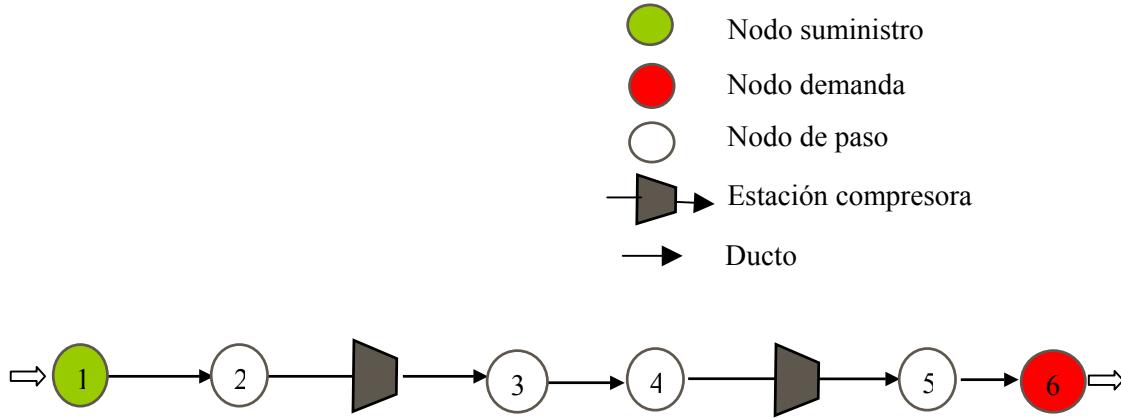 Nodo suministro
Nodo demanda
Nodo de paso
Estación compresora
Ducto
1 2 3 4 5 6